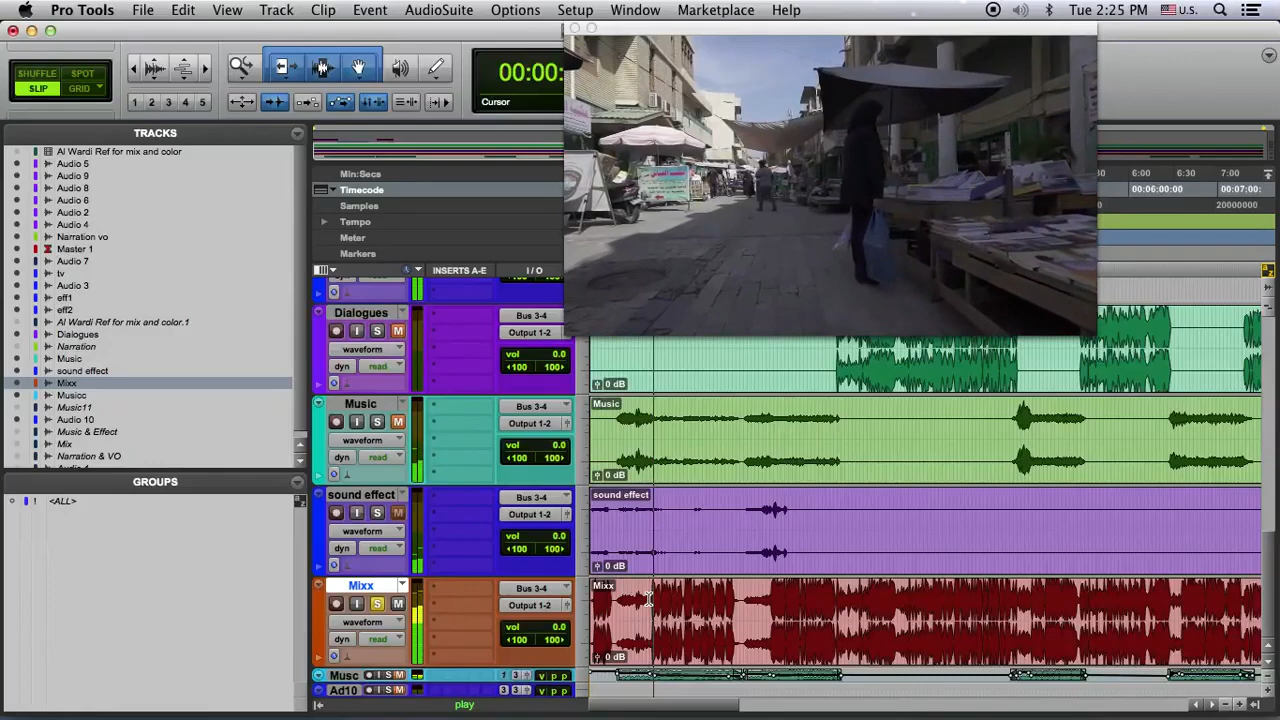 Pro Tools File Edit View Track Clip Event AudioSuite Options Setup Window Marketplace Help Tue 2:25 PM U.S.
SHUFFLE SPOT
SLIP GRID
1 2 3 4 5
00:00:
Cursor
TRACKS
Al Wardi Ref for mix and color
Audio 5
Audio 9
Audio 8
Audio 6
Audio 2
Audio 4
Narration vo
Master 1
Audio 7
tv
Audio 3
eff1
eff2
Al Wardi Ref for mix and color.1
Dialogues
Narration
Music
sound effect
Mixx
Musicc
Music11
Audio 10
Music & Effect
Mix
Narration & VO
GROUPS
! <ALL>
Min:Secs
Timecode
Samples
Tempo
Meter
Markers
6:00 6:30 7:00
00:06:00:00 00:07:00:
20000000
INSERTS A-E I / O
Dialogues
I S M
waveform
dyn read
Bus 3-4
Output 1-2
vol 0.0
100 100
0 dB
Music
I S M
waveform
dyn read
Bus 3-4
Output 1-2
vol 0.0
100 100
Music
0 dB
sound effect
I S M
waveform
dyn read
Bus 3-4
Output 1-2
vol 0.0
100 100
sound effect
0 dB
Mixx
I S M
waveform
dyn read
Bus 3-4
Output 1-2
vol 0.0
100 100
Mixx
0 dB
Musc I S M v p m
Ad10 I S M v p m
play